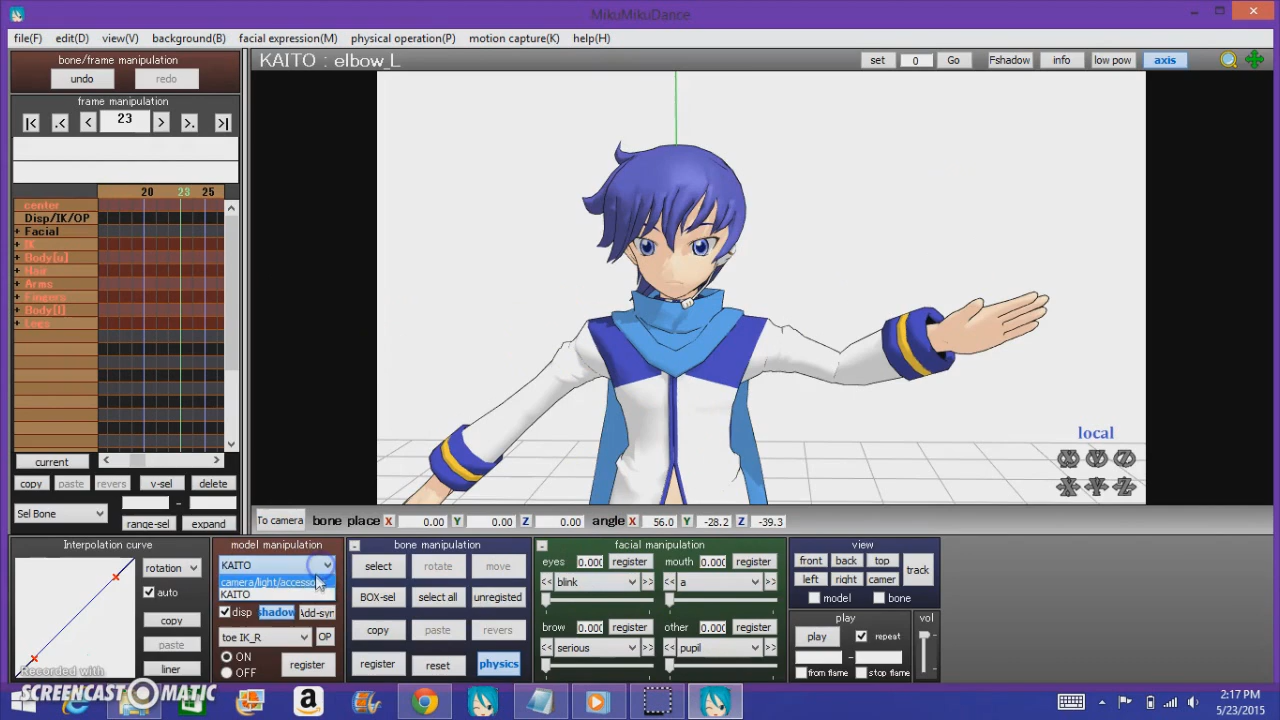 MikuMikuDance
file(F) edit(D) view(V) background(B) facial expression(M) physical operation(P) motion capture(K) help(H)
bone/frame manipulation
undo redo
frame manipulation
|< .< < 23 > >. >|
20 23 25
center
Disp/IK/OP
+ Facial
+ IK
+ Body[u]
+ Hair
+ Arms
+ Fingers
+ Body[l]
+ Legs
current
copy paste revers v-sel delete
Sel Bone -
range-sel expand
KAITO : elbow_L set 0 Go Fshadow info low pow axis
local
X Y Z
To camera bone place X 0.00 Y 0.00 Z 0.00 angle X 56.0 Y -28.2 Z -39.3
Interpolation curve
rotation
auto
copy
paste
liner
model manipulation
KAITO
camera/light/accesso
KAITO
disp shadow Add-syn
toe IK_R OP
ON
OFF
register
- bone manipulation
select rotate move
BOX-sel select all unregisted
copy paste revers
register reset physics
- facial manipulation
eyes 0.000 register mouth 0.000 register
<< blink >> << a >>
brow 0.000 register other 0.000 register
<< serious >> << pupil >>
view
front back top
left right camer track
model bone
play vol
play repeat
-
from flame stop flame
Recorded with
SCREENCAST MATIC
a
2:17 PM
5/23/2015